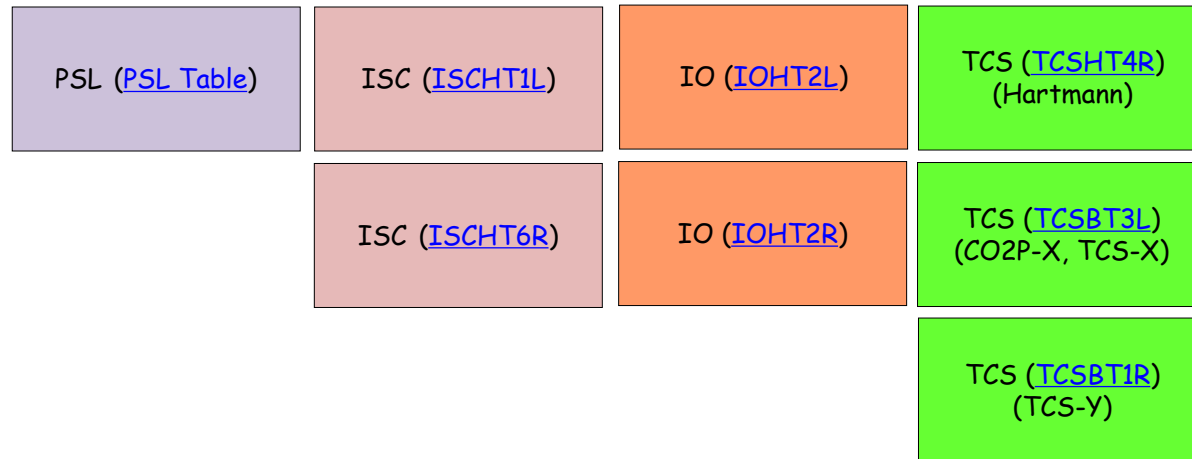 PSL (PSL Table)
ISC (ISCHT1L)
IO (IOHT2L)
TCS (TCSHT4R)
(Hartmann)
ISC (ISCHT6R)
IO (IOHT2R)
TCS (TCSBT3L)
(CO2P-X, TCS-X)
TCS (TCSBT1R)
(TCS-Y)